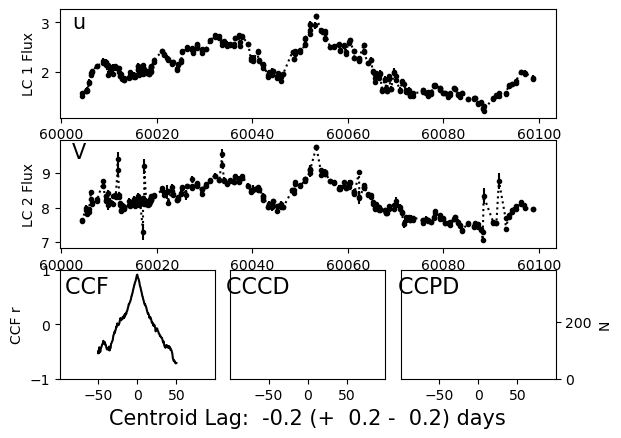 u
LC 1 Flux
3
2
60000 60020 60040 60060 60080 60100
V
LC 2 Flux
9
8
7
60000 60020 60040 60060 60080 60100
CCF CCCD CCPD
CCF r
1
0
−1
200
0
N
−50 0 50 −50 0 50 −50 0 50
Centroid Lag: -0.2 (+ 0.2 - 0.2) days